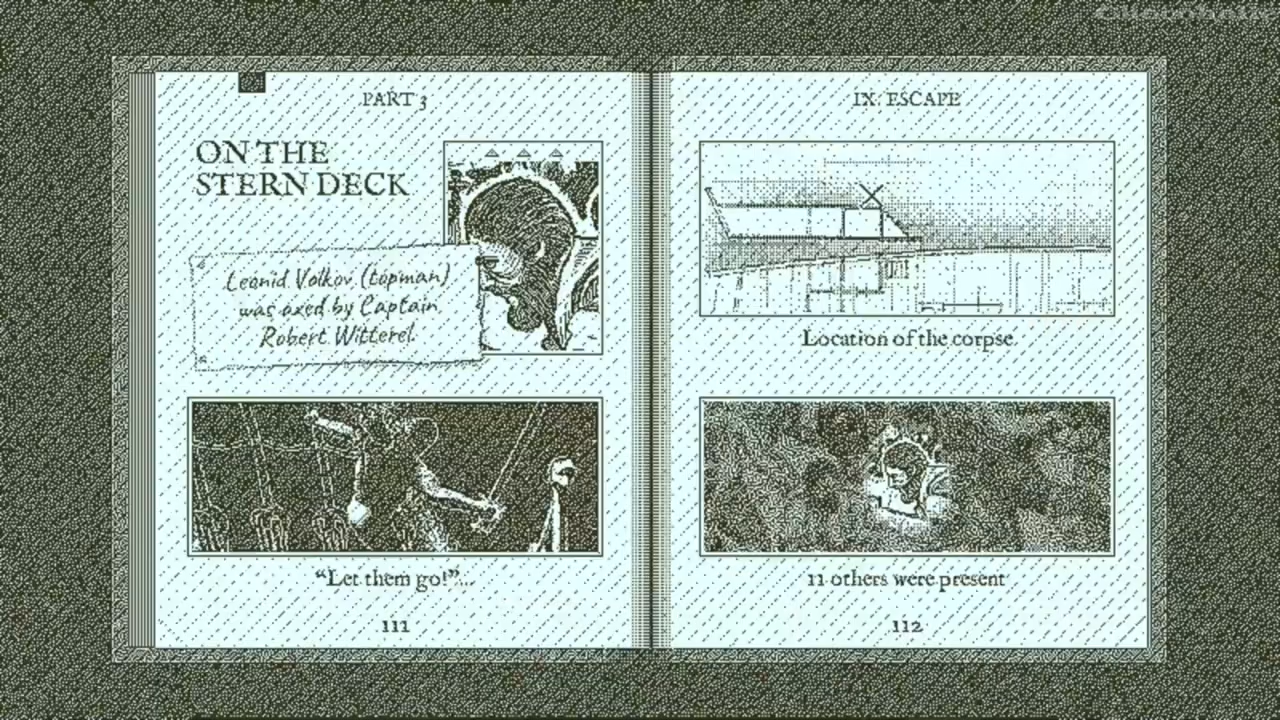 PART 3
ON THE
STERN DECK
Leonid Volkov (topman)
was axed by Captain
Robert Witterel.
"Let them go!"...
111
IX: ESCAPE
Location of the corpse
11 others were present
112